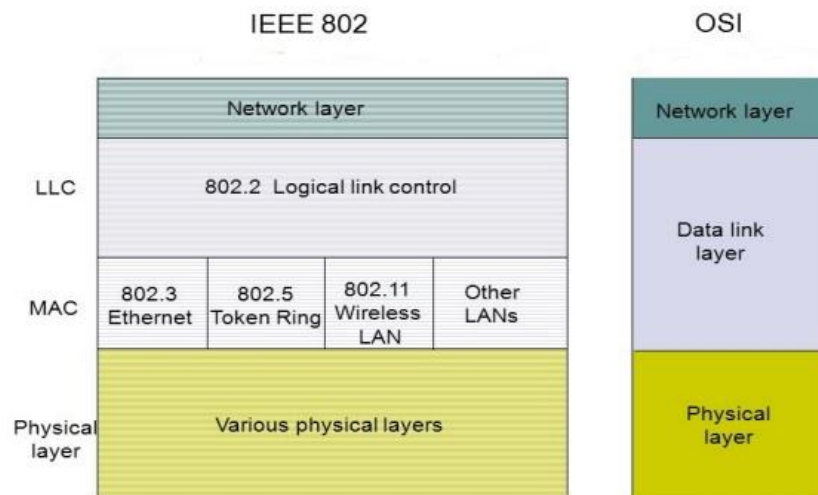 IEEE 802
OSI
Network layer
Network layer
LLC
802.2 Logical link control
Data link
layer
MAC
802.3
Ethernet
802.5
Token Ring
802.11
Wireless
LAN
Other
LANs
Physical
layer
Various physical layers
Physical
layer